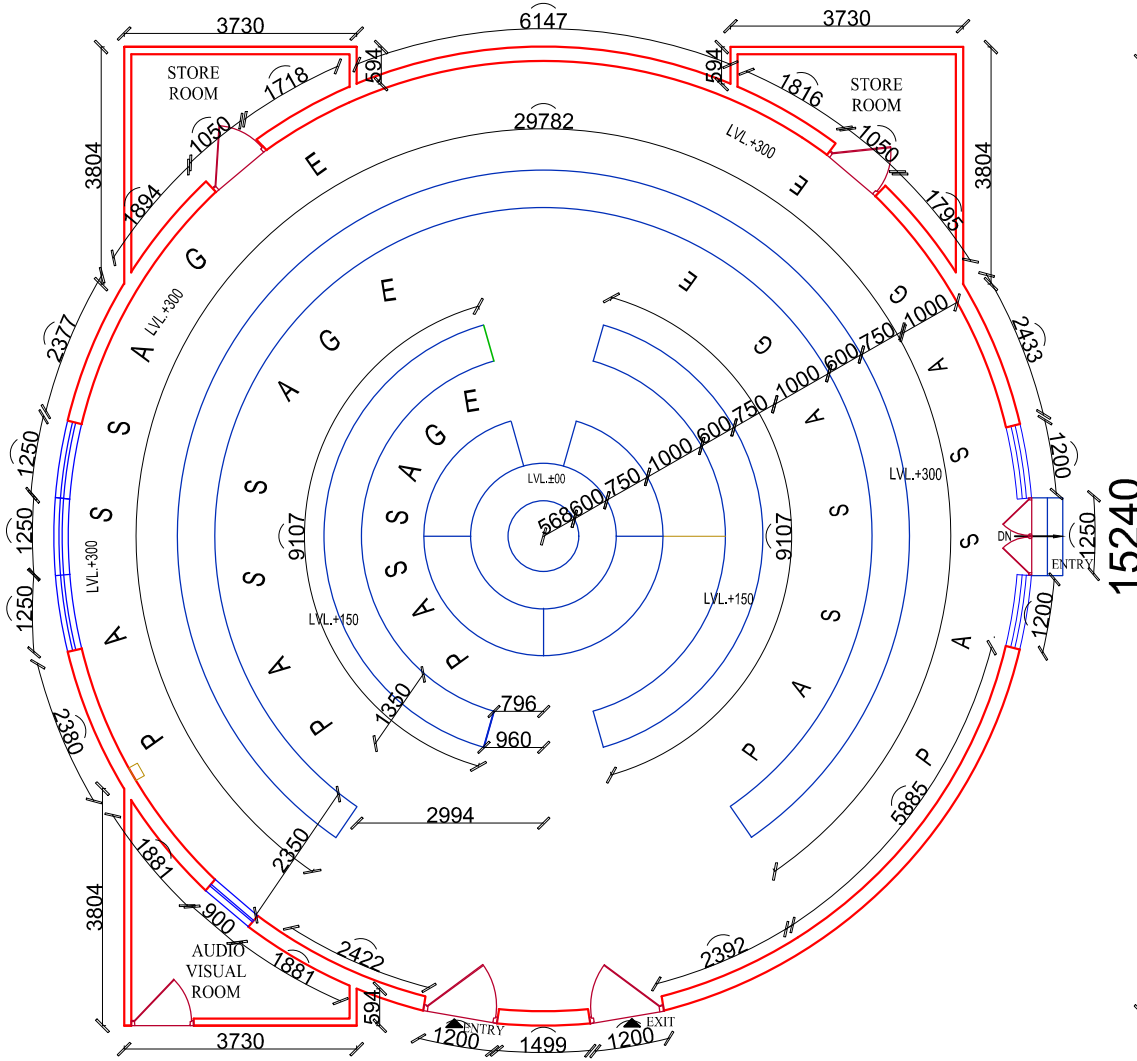 3730
6147
3730
594
594
STORE
ROOM
STORE
ROOM
1718
1816
1050
1050
29782
LVL.+300
3804
3804
1894
1795
E
E
G
G
A
A
S
S
S
S
A
A
P
P
LVL.+300
E
E
G
G
A
A
S
S
S
S
A
A
P
P
2377
2433
1000
750
600
1000
750
600
1000
750
600
568
E
G
A
S
S
A
P
1250
1250
1250
1200
1250
1200
LVL.±00
LVL.+300
LVL.+300
9107
9107
LVL.+150
LVL.+150
DN
ENTRY
15240
2380
1350
796
960
2994
2350
5885
1881
900
1881
2422
2392
3804
AUDIO
VISUAL
ROOM
594
ENTRY
EXIT
1200
1499
1200
3730